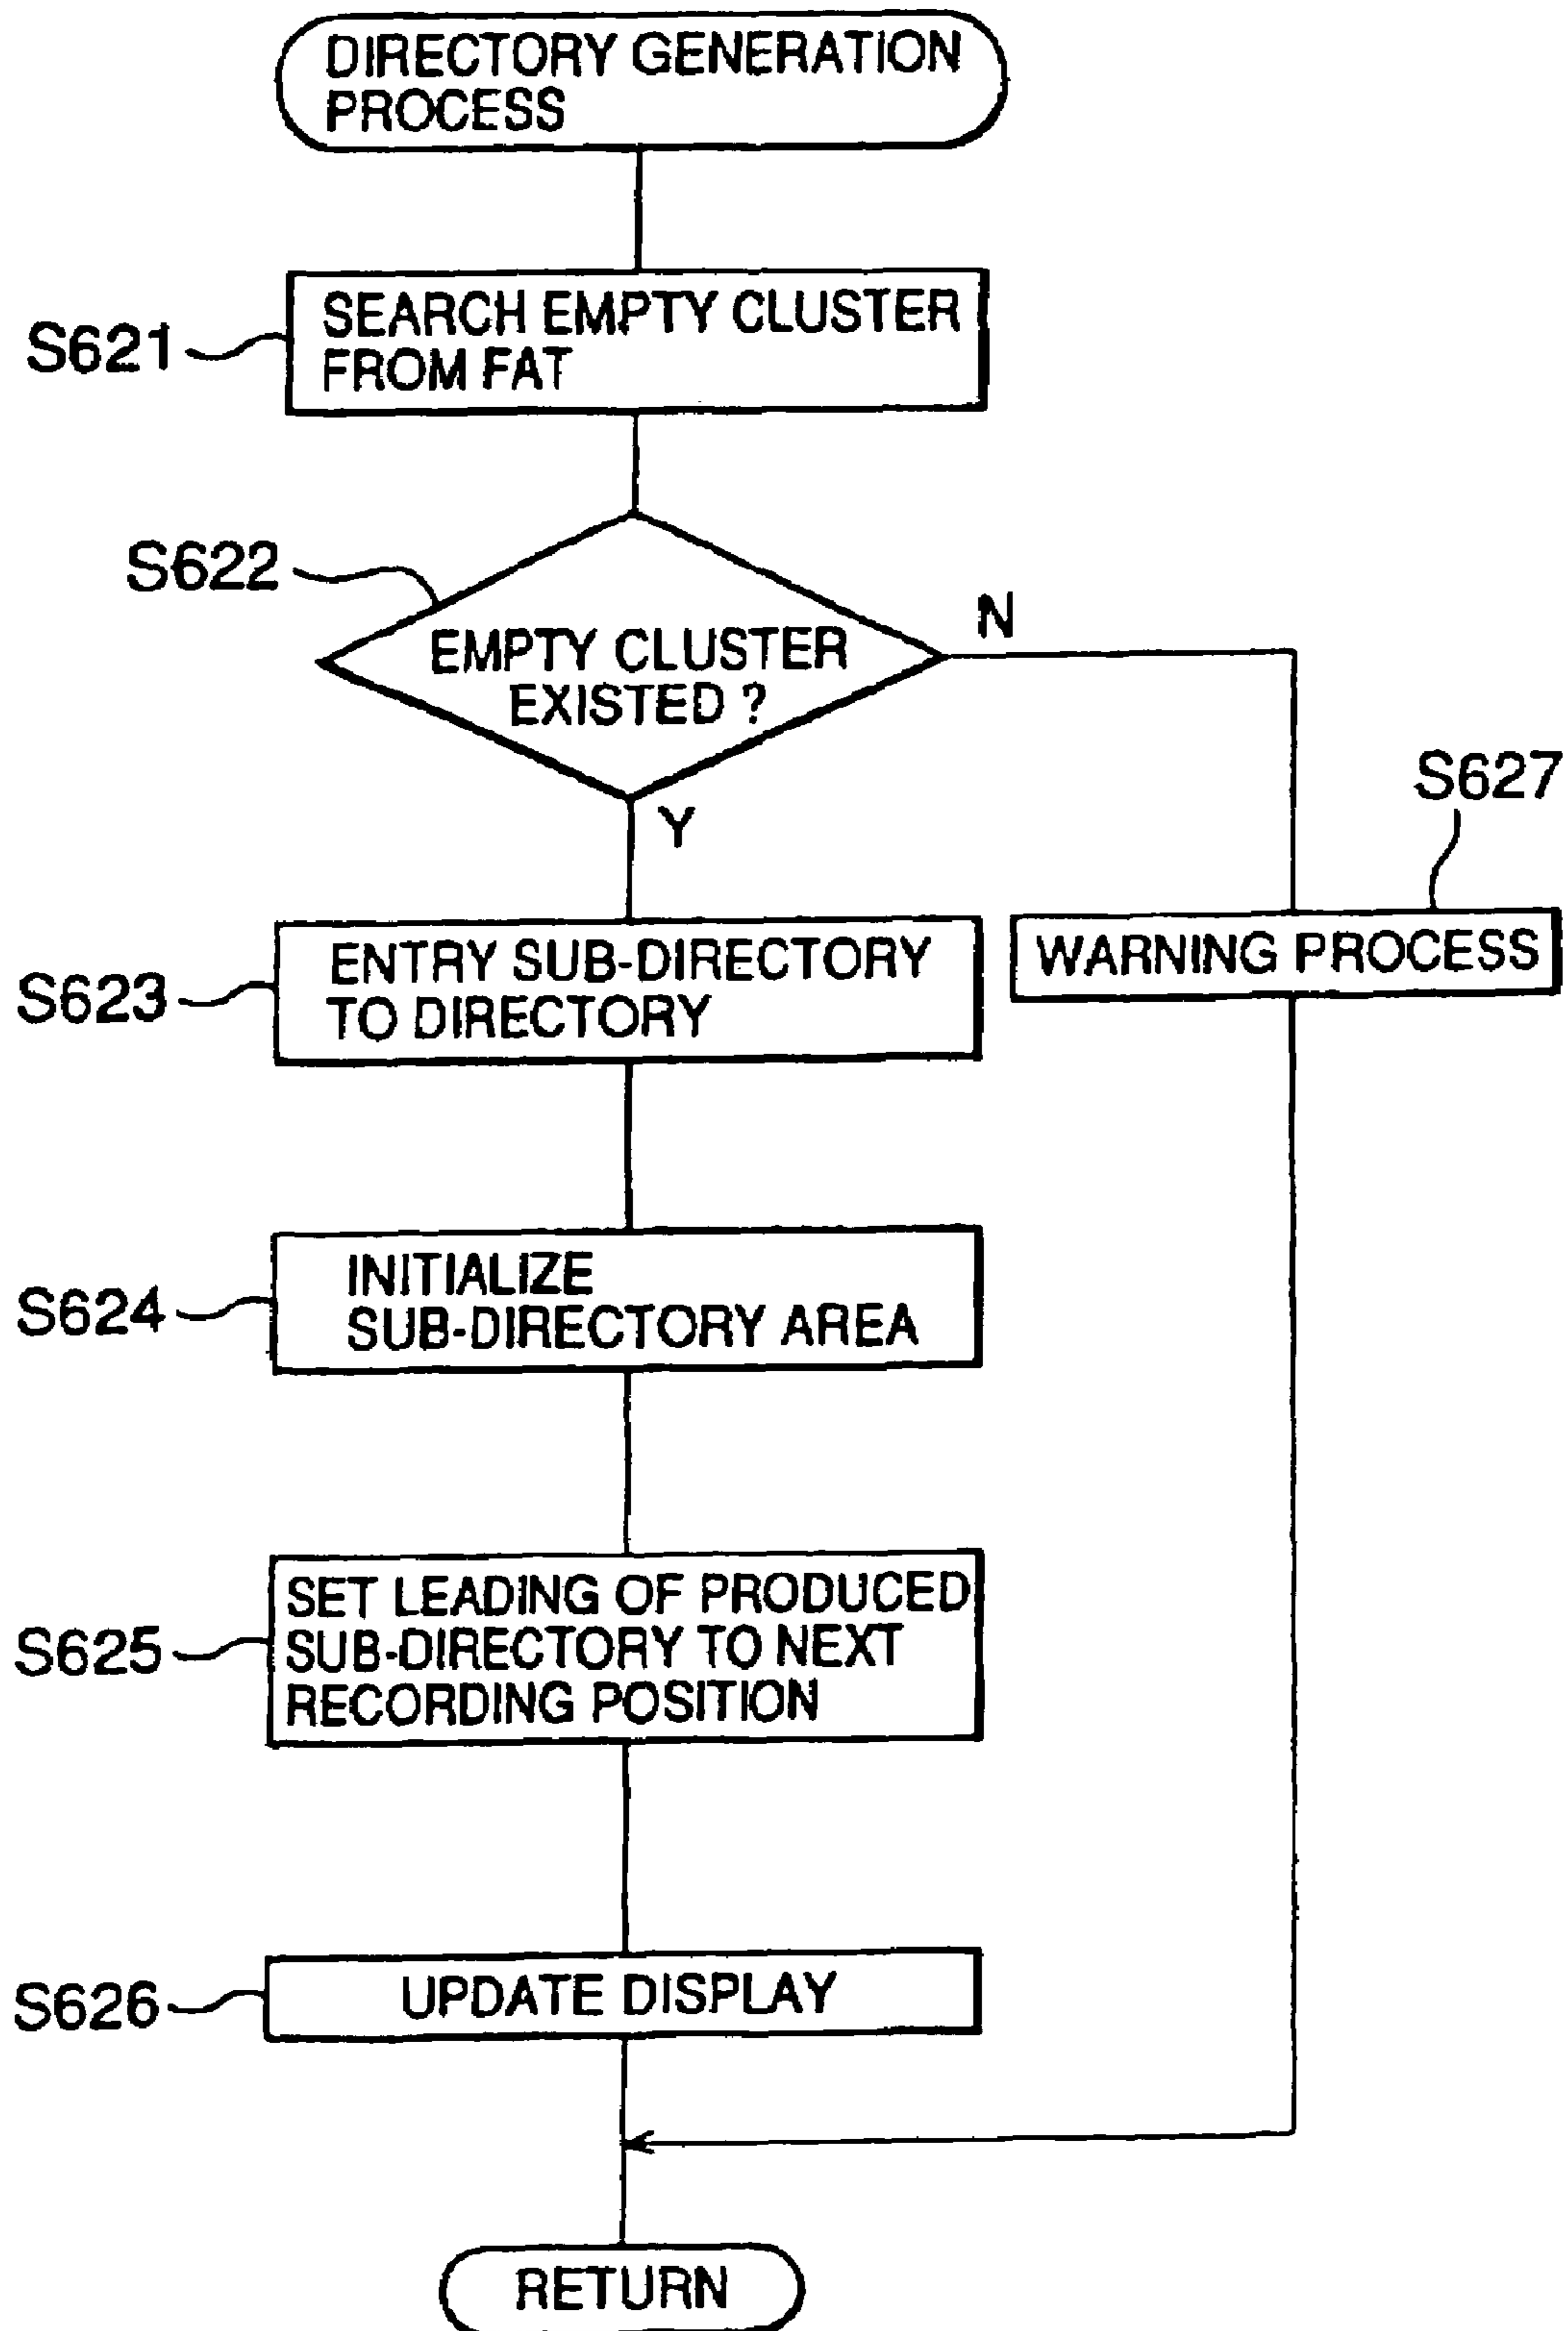 DIRECTORY GENERATION
PROCESS
S621
SEARCH EMPTY CLUSTER
FROM FAT
S622
EMPTY CLUSTER
EXISTED ?
N
Y
S627
WARNING PROCESS
S623
ENTRY SUB-DIRECTORY
TO DIRECTORY
S624
INITIALIZE
SUB-DIRECTORY AREA
S625
SET LEADING OF PRODUCED
SUB-DIRECTORY TO NEXT
RECORDING POSITION
S626
UPDATE DISPLAY
RETURN